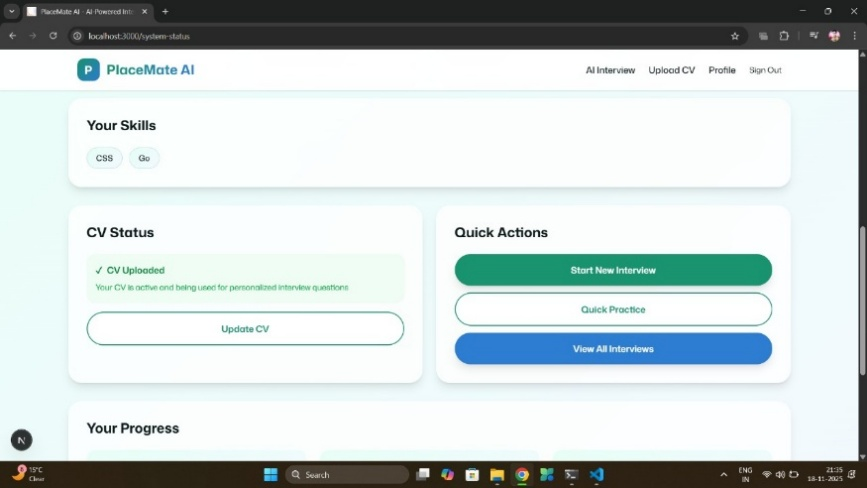 PlaceMate AI - AI-Powered Int
localhost:3000/system-status
P PlaceMate AI
AI Interview Upload CV Profile Sign Out
Your Skills
CSS Go
CV Status
✓ CV Uploaded
Your CV is active and being used for personalized interview questions
Update CV
Quick Actions
Start New Interview
Quick Practice
View All Interviews
Your Progress
N
15°C
Clear
Search
ENG
IN
21:35
18-11-2025